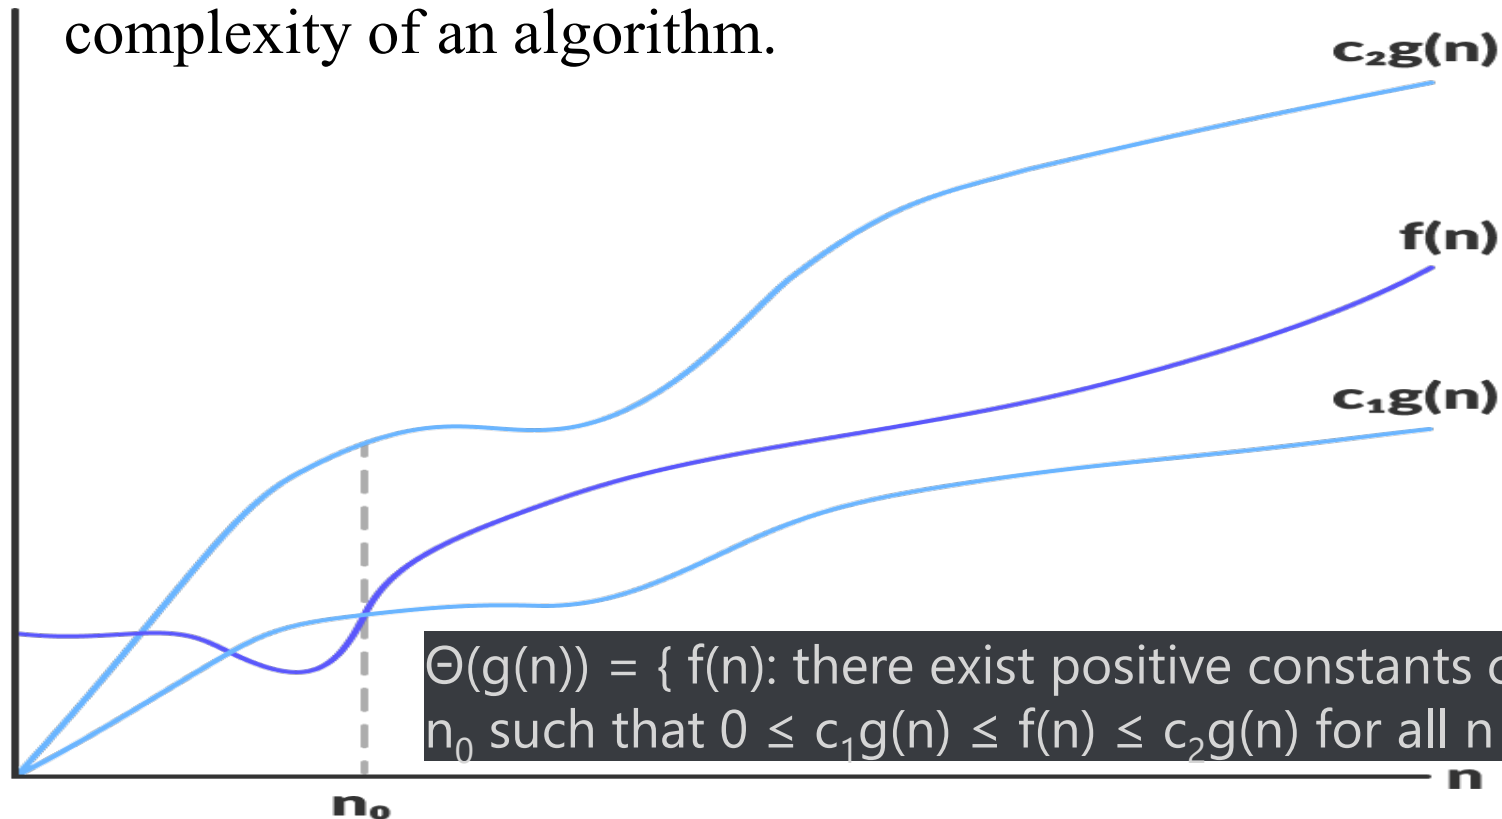 complexity of an algorithm.
c₂g(n)
f(n)
c₁g(n)
Θ(g(n)) = { f(n): there exist positive constants c
n₀ such that 0 ≤ c₁g(n) ≤ f(n) ≤ c₂g(n) for all n
n
n₀